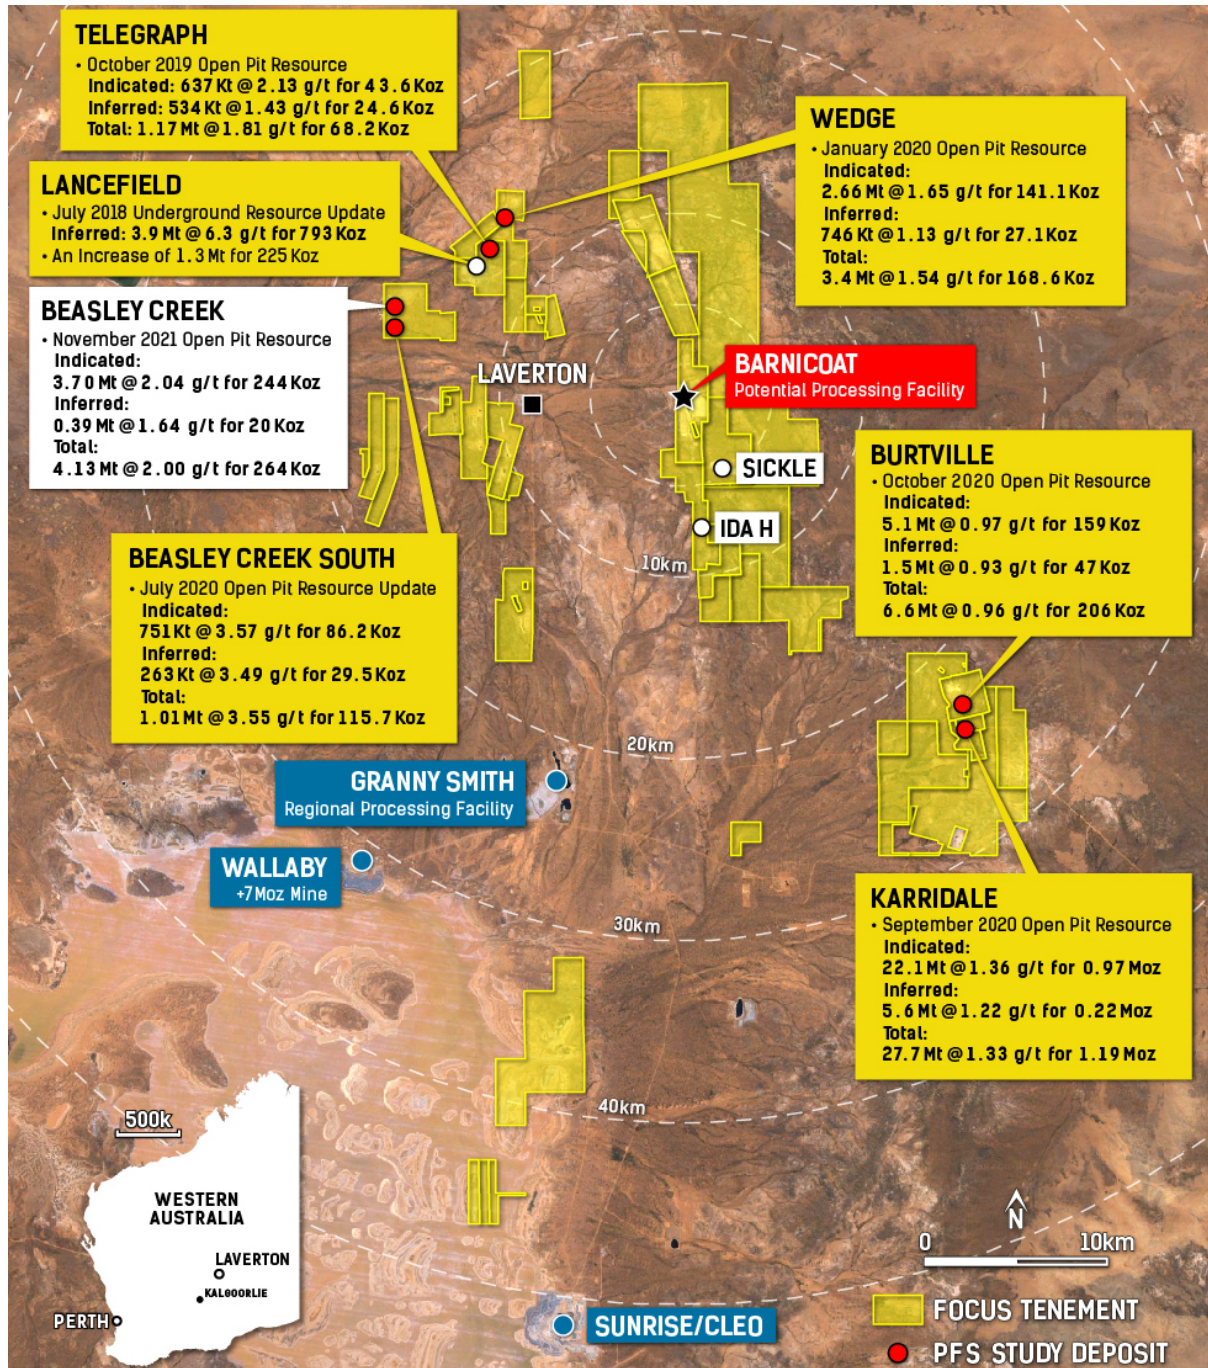 TELEGRAPH
• October 2019 Open Pit Resource
Indicated: 637 Kt @ 2.13 g/t for 43.6 Koz
Inferred: 534 Kt @ 1.43 g/t for 24.6 Koz
Total: 1.17 Mt @ 1.81 g/t for 68.2 Koz
LANCEFIELD
• July 2018 Underground Resource Update
Inferred: 3.9 Mt @ 6.3 g/t for 793 Koz
• An Increase of 1.3 Mt for 225 Koz
WEDGE
• January 2020 Open Pit Resource
Indicated:
2.66 Mt @ 1.65 g/t for 141.1 Koz
Inferred:
746 Kt @ 1.13 g/t for 27.1 Koz
Total:
3.4 Mt @ 1.54 g/t for 168.6 Koz
BEASLEY CREEK
• November 2021 Open Pit Resource
Indicated:
3.70 Mt @ 2.04 g/t for 244 Koz
Inferred:
0.39 Mt @ 1.64 g/t for 20 Koz
Total:
4.13 Mt @ 2.00 g/t for 264 Koz
LAVERTON
BARNICOAT
Potential Processing Facility
SICKLE
IDA H
10km
BURTVILLE
• October 2020 Open Pit Resource
Indicated:
5.1 Mt @ 0.97 g/t for 159 Koz
Inferred:
1.5 Mt @ 0.93 g/t for 47 Koz
Total:
6.6 Mt @ 0.96 g/t for 206 Koz
BEASLEY CREEK SOUTH
• July 2020 Open Pit Resource Update
Indicated:
751 Kt @ 3.57 g/t for 86.2 Koz
Inferred:
263 Kt @ 3.49 g/t for 29.5 Koz
Total:
1.01 Mt @ 3.55 g/t for 115.7 Koz
20km
GRANNY SMITH
Regional Processing Facility
WALLABY
+7Moz Mine
30km
KARRIDALE
• September 2020 Open Pit Resource
Indicated:
22.1 Mt @ 1.36 g/t for 0.97 Moz
Inferred:
5.6 Mt @ 1.22 g/t for 0.22 Moz
Total:
27.7 Mt @ 1.33 g/t for 1.19 Moz
40km
500k
WESTERN
AUSTRALIA
LAVERTON
KALGOORLIE
PERTH
N
0 10km
SUNRISE/CLEO
FOCUS TENEMENT
PFS STUDY DEPOSIT